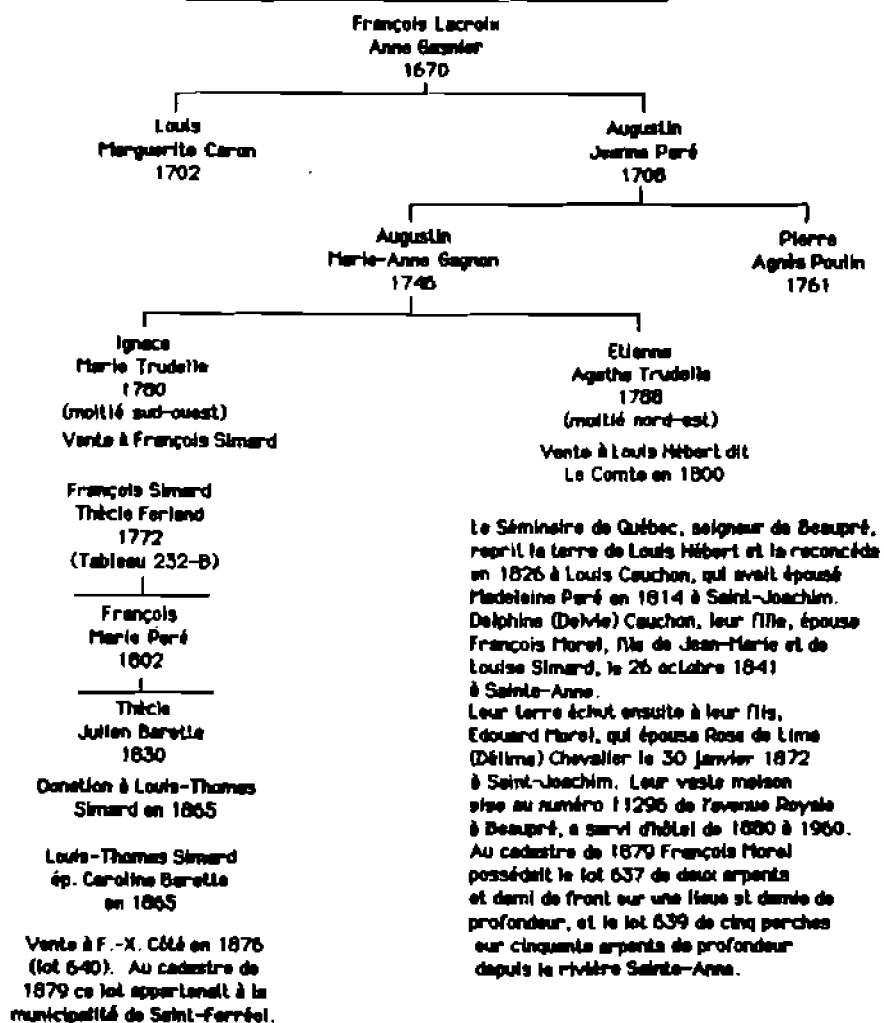 François Lacroix
Anne Gasnier
1670
Louis
Marguerite Caron
1702
Augustin
Jeanne Paré
1708
Augustin
Marie-Anne Gagnon
1746
Pierre
Agnès Poulin
1761
Ignace
Marie Trudelle
1780
(moitié sud-ouest)
Vente à François Simard
Etienne
Agathe Trudelle
1788
(moitié nord-est)
Vente à Louis Hébert dit
Le Comte en 1800
François Simard
Thècle Ferland
1772
(Tableau 232-B)
François
Marie Paré
1802
Thècle
Julien Barette
1830
Donation à Louis-Thomas
Simard en 1865
Louis-Thomas Simard
ép. Caroline Barette
en 1865
Vente à F.-X. Côté en 1876
(lot 640). Au cadastre de
1879 ce lot appartenait à la
municipalité de Saint-Ferréol.
Le Séminaire de Québec, seigneur de Beaupré,
reprit la terre de Louis Hébert et la reconcéda
en 1826 à Louis Cauchon, qui avait épousé
Madeleine Paré en 1814 à Saint-Joachim.
Delphine (Delvie) Cauchon, leur fille, épouse
François Morel, fils de Jean-Marie et de
Louise Simard, le 26 octobre 1841
à Sainte-Anne.
Leur terre échut ensuite à leur fils,
Edouard Morel, qui épousa Rose de Lima
(Délima) Chevalier le 30 janvier 1872
à Saint-Joachim. Leur vaste maison
sise au numéro 11296 de l'avenue Royale
à Beaupré, a servi d'hôtel de 1880 à 1960.
Au cadastre de 1879 François Morel
possédait le lot 637 de deux arpents
et demi de front sur une lieue et demie de
profondeur, et le lot 639 de cinq perches
sur cinquante arpents de profondeur
depuis la rivière Sainte-Anne.